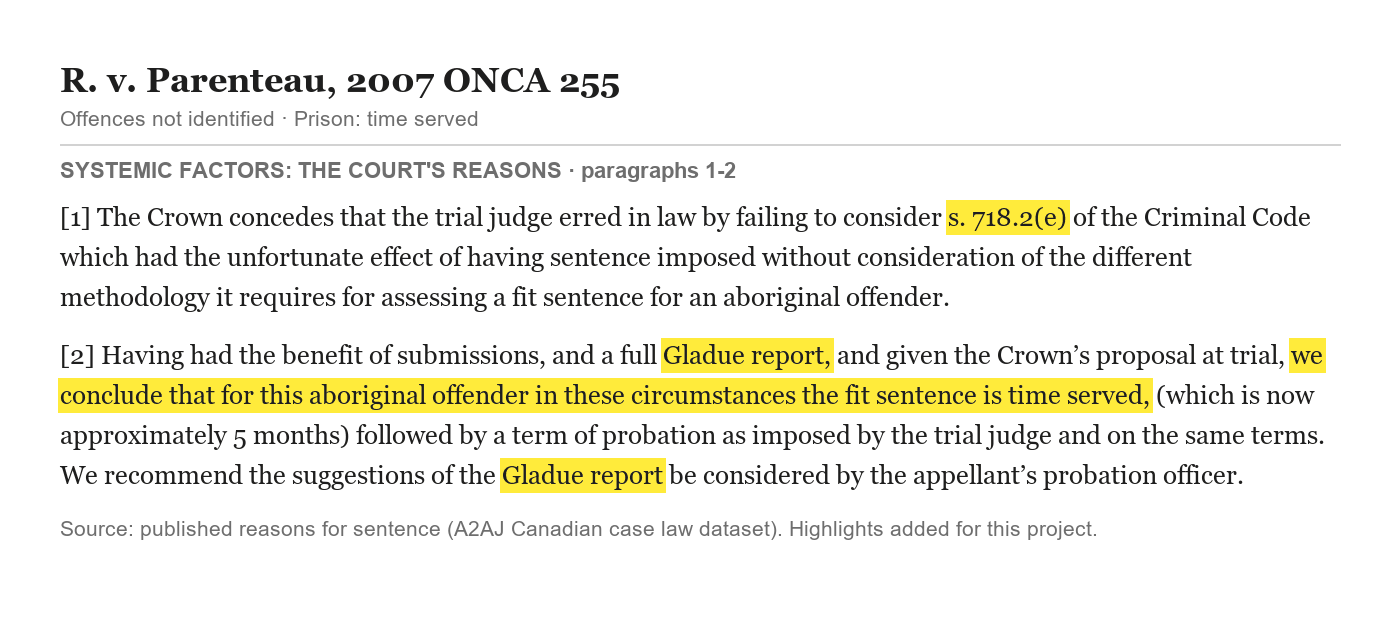 R. v. Parenteau, 2007 ONCA 255
Offences not identified · Prison: time served
SYSTEMIC FACTORS: THE COURT'S REASONS · paragraphs 1-2
[1] The Crown concedes that the trial judge erred in law by failing to consider s. 718.2(e) of the Criminal Code
which had the unfortunate effect of having sentence imposed without consideration of the different
methodology it requires for assessing a fit sentence for an aboriginal offender.
[2] Having had the benefit of submissions, and a full Gladue report, and given the Crown’s proposal at trial, we
conclude that for this aboriginal offender in these circumstances the fit sentence is time served, (which is now
approximately 5 months) followed by a term of probation as imposed by the trial judge and on the same terms.
We recommend the suggestions of the Gladue report be considered by the appellant’s probation officer.
Source: published reasons for sentence (A2AJ Canadian case law dataset). Highlights added for this project.